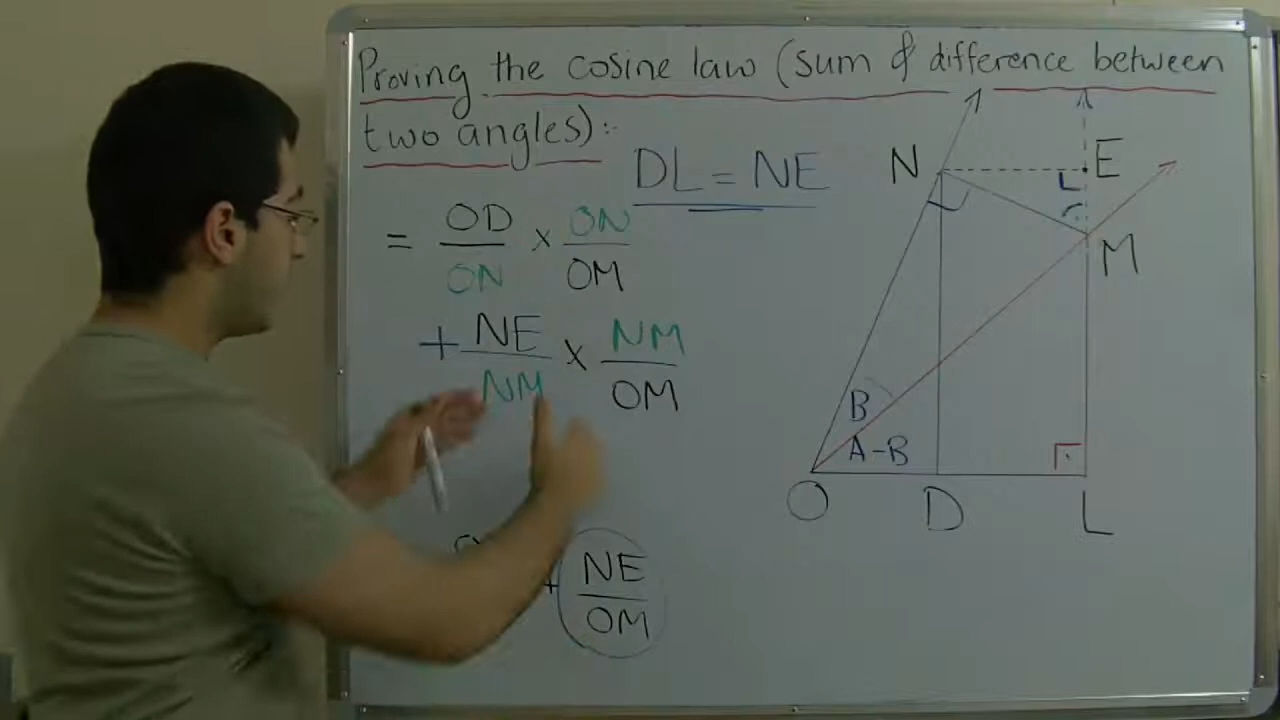 Proving the cosine law (sum & difference between
two angles):-
DL = NE
= OD/ON × ON/OM
+ NE/NM × NM/OM
+ NE/OM
N
E
M
B
A-B
O
D
L